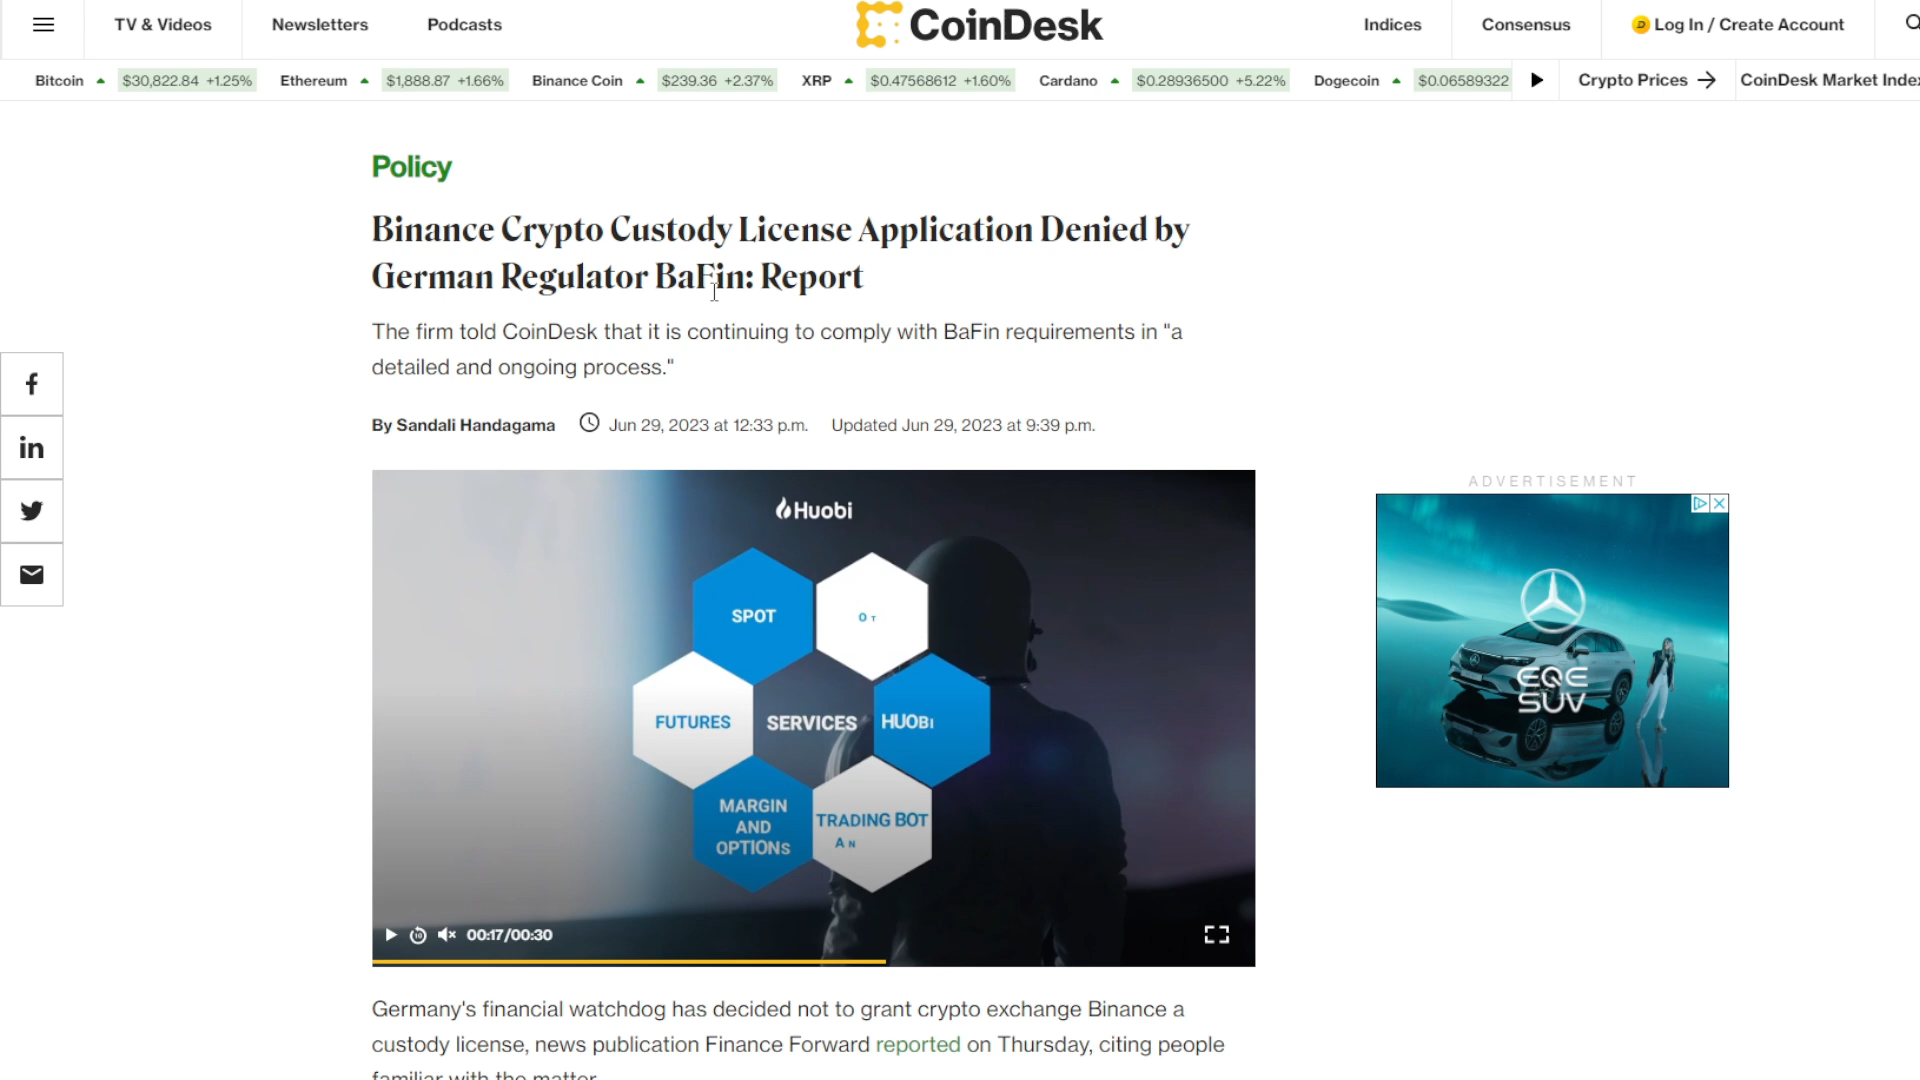 TV & Videos
Newsletters
Podcasts
CoinDesk
Indices
Consensus
Log In / Create Account
Bitcoin $30,822.84 +1.25% Ethereum $1,888.87 +1.66% Binance Coin $239.36 +2.37% XRP $0.47568612 +1.60% Cardano $0.28936500 +5.22% Dogecoin $0.06589322
Crypto Prices
CoinDesk Market
Policy
Binance Crypto Custody License Application Denied by
German Regulator BaFin: Report
The firm told CoinDesk that it is continuing to comply with BaFin requirements in "a
detailed and ongoing process."
By Sandali Handagama Jun 29, 2023 at 12:33 p.m. Updated Jun 29, 2023 at 9:39 p.m.
Huobi
SPOT
OT
FUTURES
SERVICES
HUOBI
MARGIN
AND
OPTIONS
TRADING BOT
AN
00:17/00:30
ADVERTISEMENT
EQE
SUV
Germany's financial watchdog has decided not to grant crypto exchange Binance a
custody license, news publication Finance Forward reported on Thursday, citing people
familiar with the matter